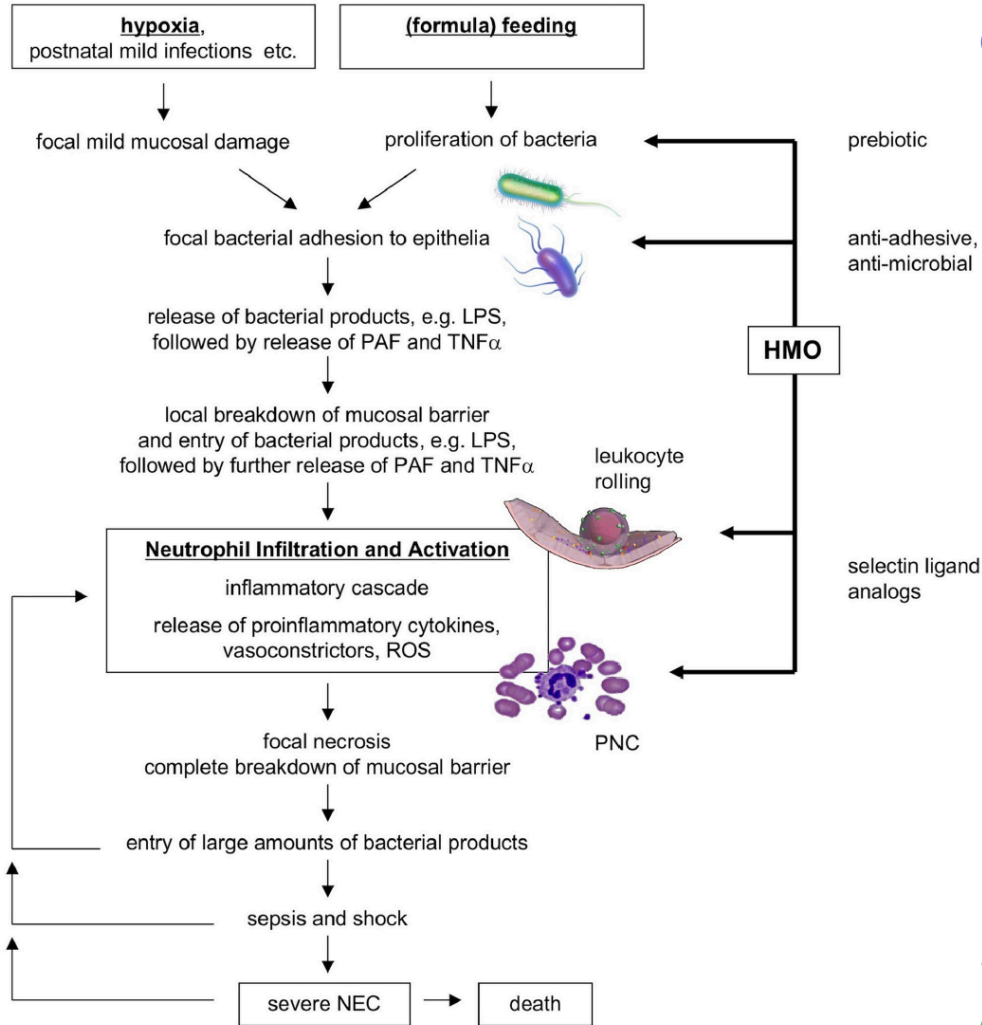 hypoxia,
postnatal mild infections etc.
(formula) feeding
focal mild mucosal damage
proliferation of bacteria
prebiotic
focal bacterial adhesion to epithelia
anti-adhesive,
anti-microbial
release of bacterial products, e.g. LPS,
followed by release of PAF and TNFα
HMO
local breakdown of mucosal barrier
and entry of bacterial products, e.g. LPS,
followed by further release of PAF and TNFα
leukocyte
rolling
Neutrophil Infiltration and Activation
inflammatory cascade
release of proinflammatory cytokines,
vasoconstrictors, ROS
selectin ligand
analogs
PNC
focal necrosis
complete breakdown of mucosal barrier
entry of large amounts of bacterial products
sepsis and shock
severe NEC
death